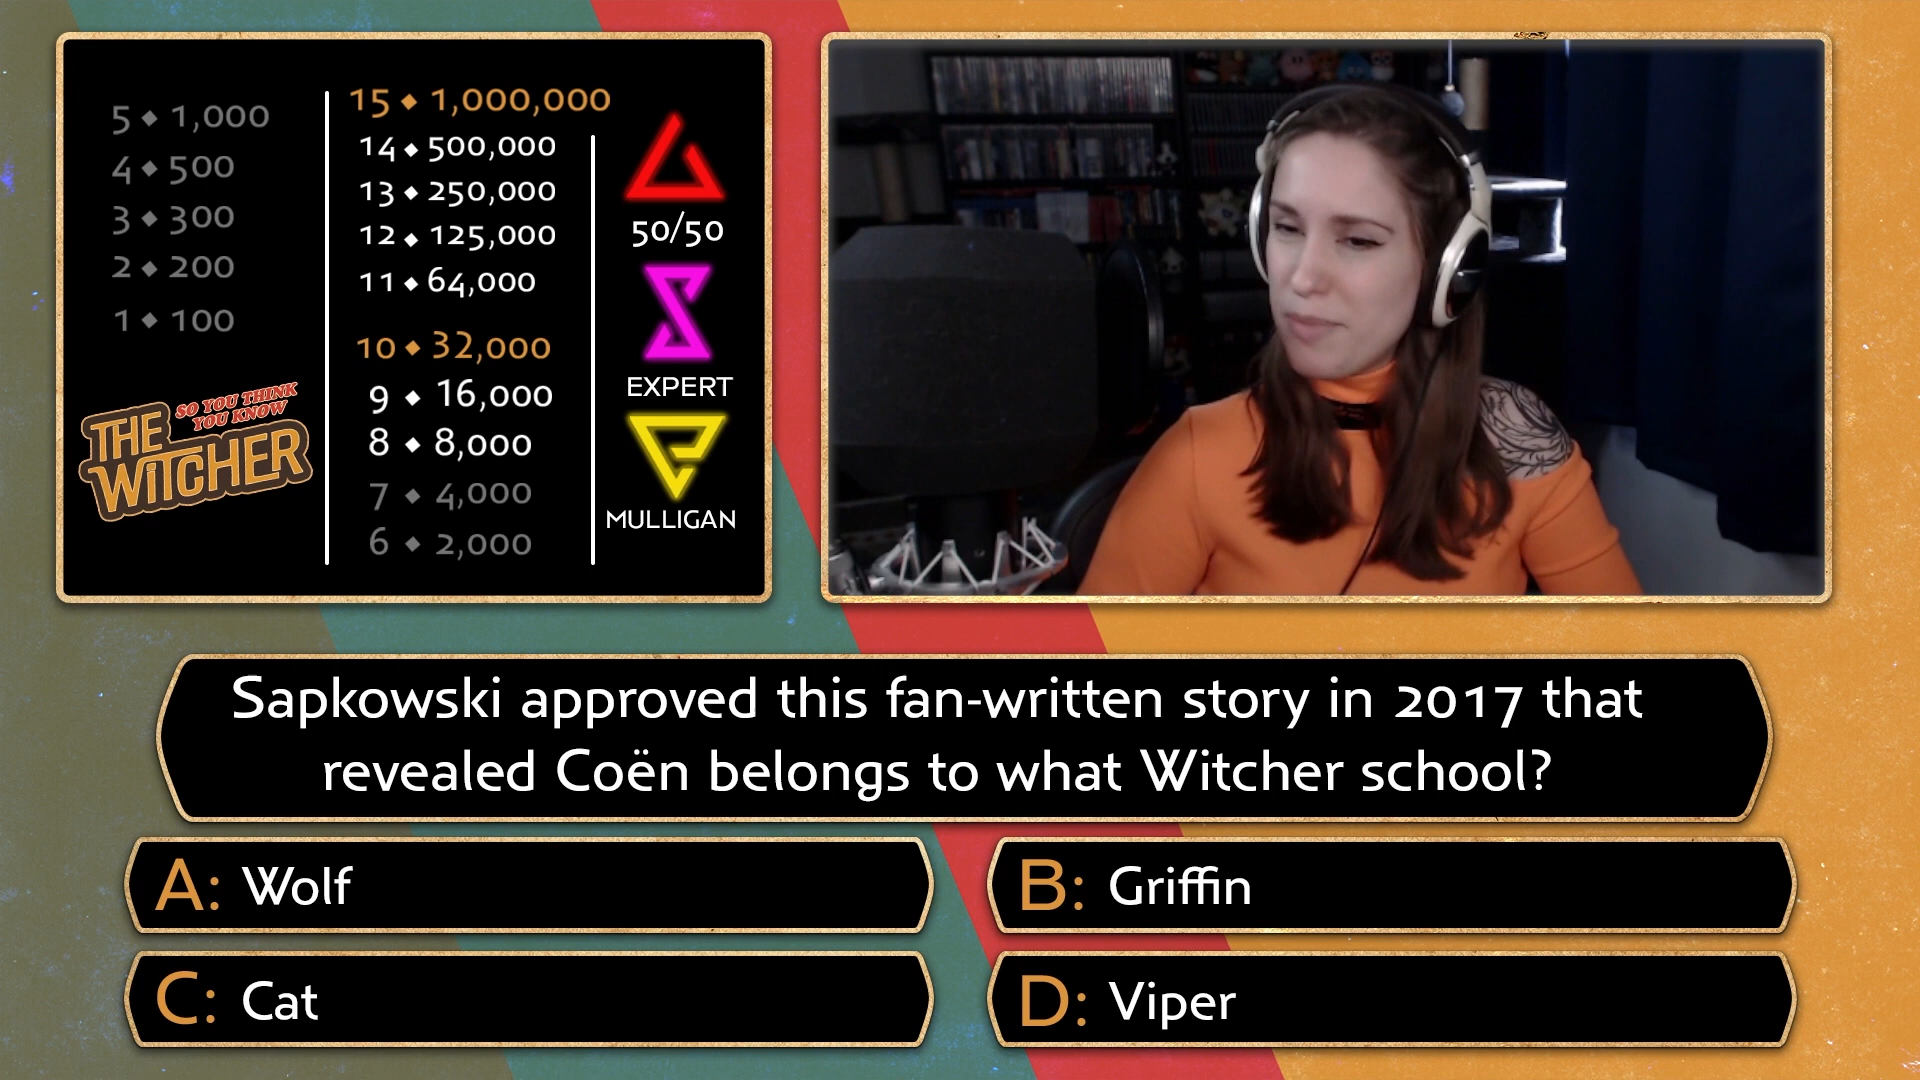 5 ◆ 1,000
4 ◆ 500
3 ◆ 300
2 ◆ 200
1 ◆ 100
SO YOU THINK
YOU KNOW
THE
WITCHER
15 ◆ 1,000,000
14 ◆ 500,000
13 ◆ 250,000
12 ◆ 125,000
11 ◆ 64,000
10 ◆ 32,000
9 ◆ 16,000
8 ◆ 8,000
7 ◆ 4,000
6 ◆ 2,000
50/50
EXPERT
MULLIGAN
Sapkowski approved this fan-written story in 2017 that
revealed Coën belongs to what Witcher school?
A: Wolf
B: Griffin
C: Cat
D: Viper